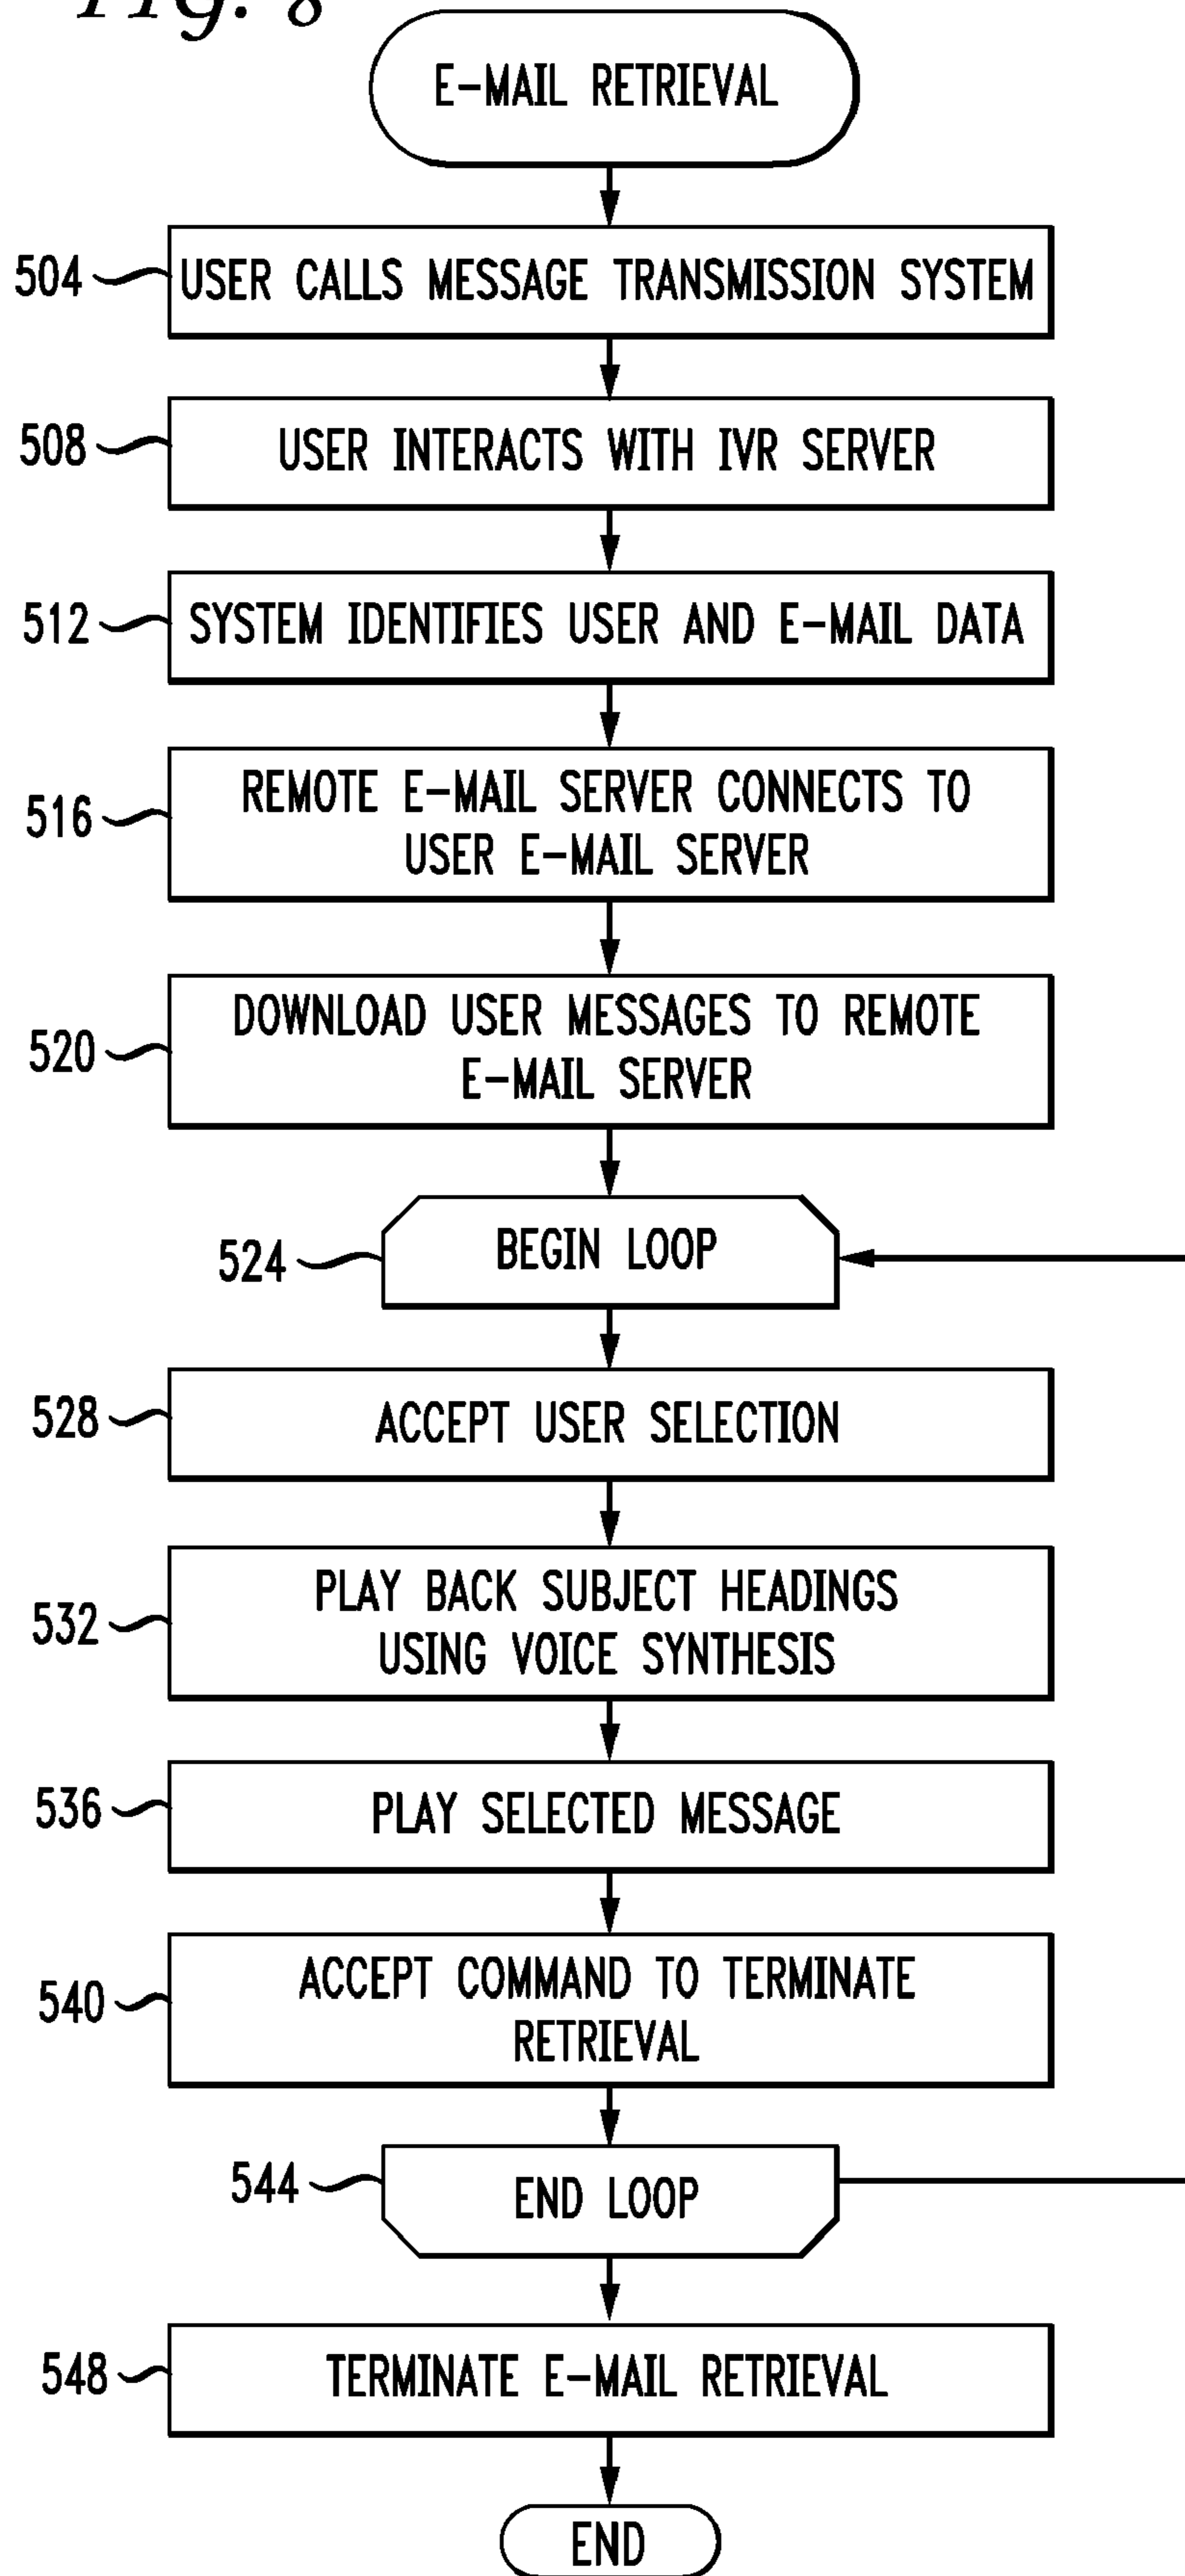 FIG. 8
E-MAIL RETRIEVAL
504 USER CALLS MESSAGE TRANSMISSION SYSTEM
508 USER INTERACTS WITH IVR SERVER
512 SYSTEM IDENTIFIES USER AND E-MAIL DATA
516 REMOTE E-MAIL SERVER CONNECTS TO
USER E-MAIL SERVER
520 DOWNLOAD USER MESSAGES TO REMOTE
E-MAIL SERVER
524 BEGIN LOOP
528 ACCEPT USER SELECTION
532 PLAY BACK SUBJECT HEADINGS
USING VOICE SYNTHESIS
536 PLAY SELECTED MESSAGE
540 ACCEPT COMMAND TO TERMINATE
RETRIEVAL
544 END LOOP
548 TERMINATE E-MAIL RETRIEVAL
END